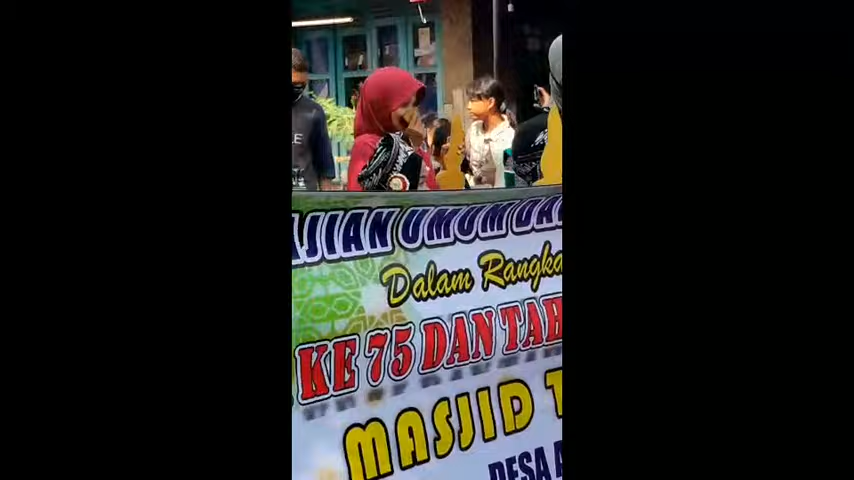 AJIAN UMUM DA
Dalam Rangka
KE 75 DAN TAH
MASJID T
DESA A